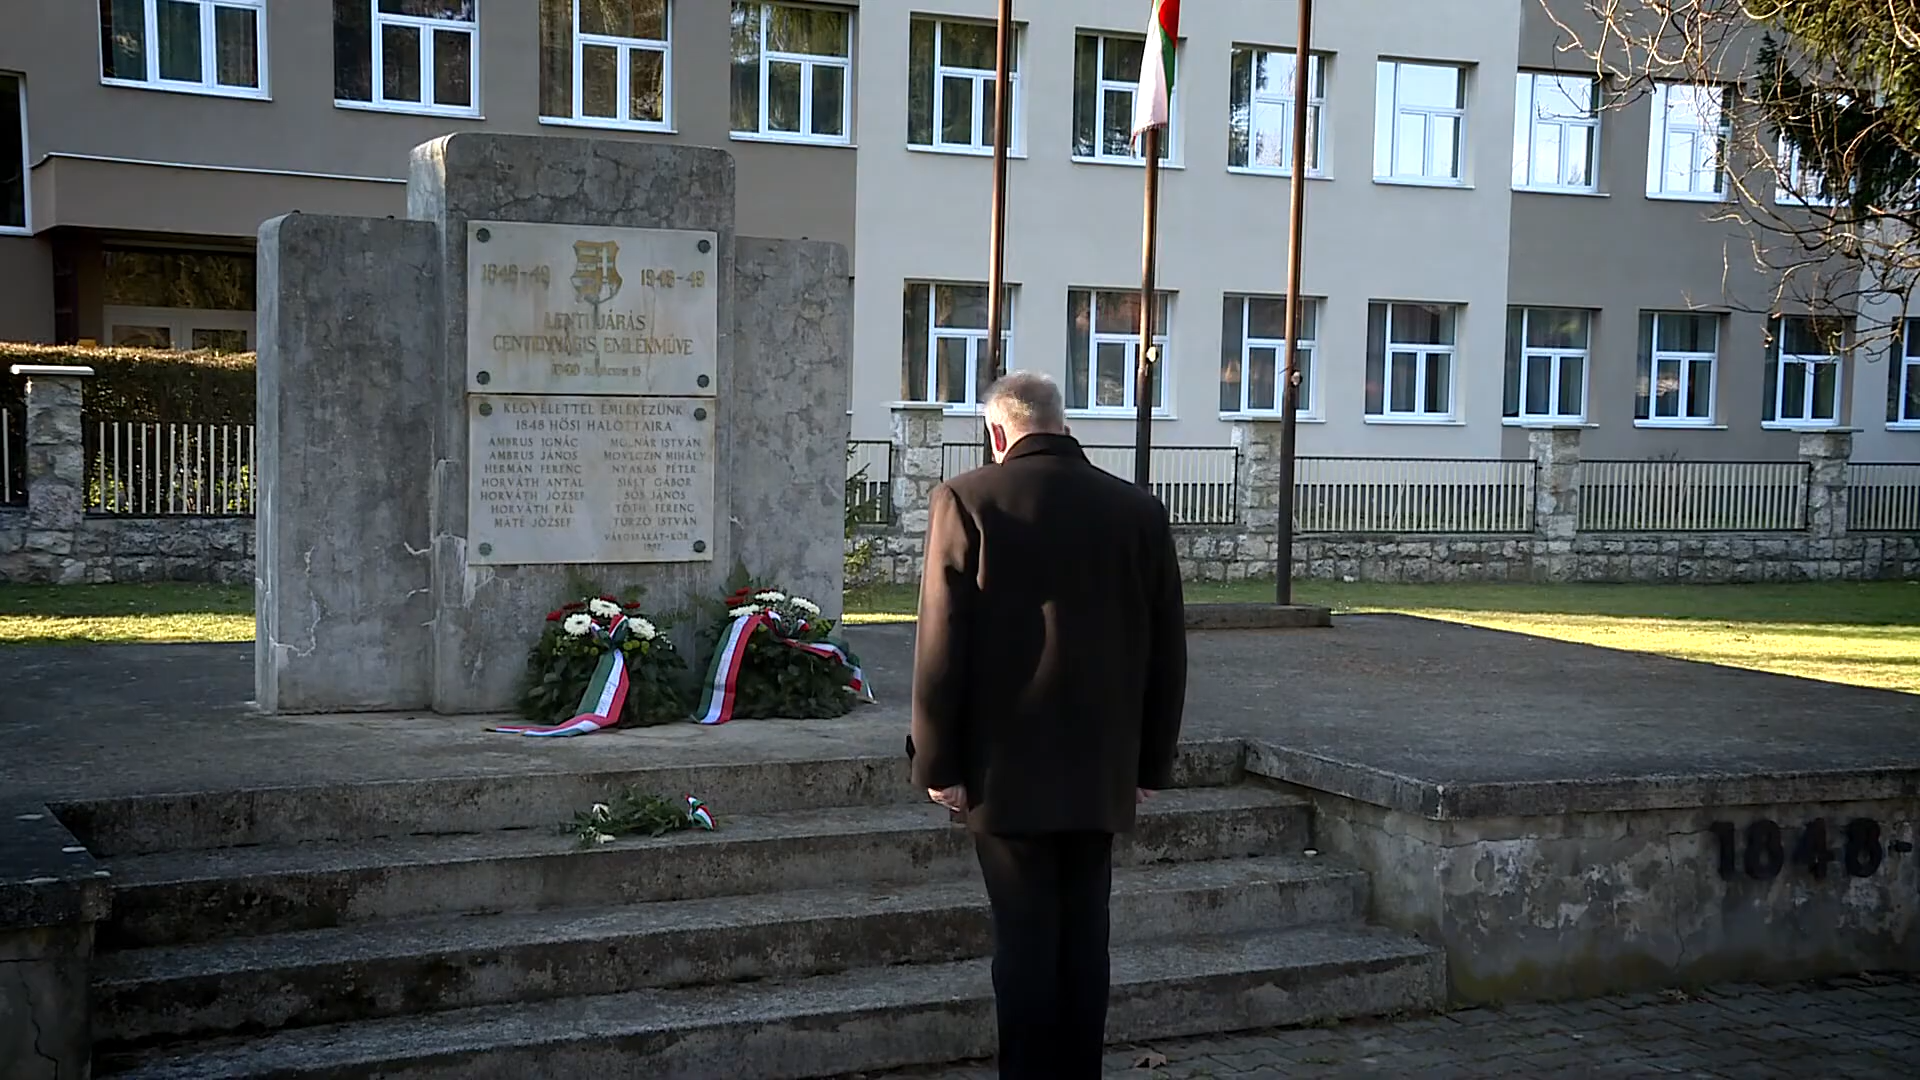 1848-49 1948-49
LENTI JÁRÁS
CENTENNÁRIS EMLÉKMŰVE
15
KEGYELETTEL EMLÉKEZÜNK
1848 HŐSI HALOTTAIRA
AMBRUS IGNÁC MOLNÁR ISTVÁN
AMBRUS JÁNOS MOVCZIN MIHÁLY
HERMÁN FERENC NYAKAS PÉTER
HORVÁTH ANTAL GÁBOR
HORVÁTH JÓZSEF SÓS JÁNOS
HORVÁTH PÁL TÓTH FERENC
MÁTÉ JÓZSEF TURZÓ ISTVÁN
VÁROSBARÁT-KÖR
1848-